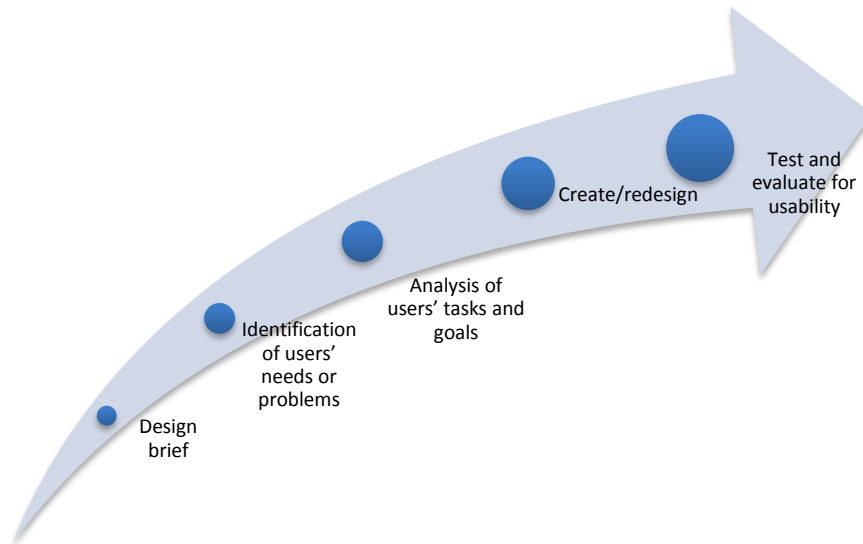 Design
brief
Identification
of users’
needs or
problems
Analysis of
users’ tasks and
goals
Create/redesign
Test and
evaluate for
usability